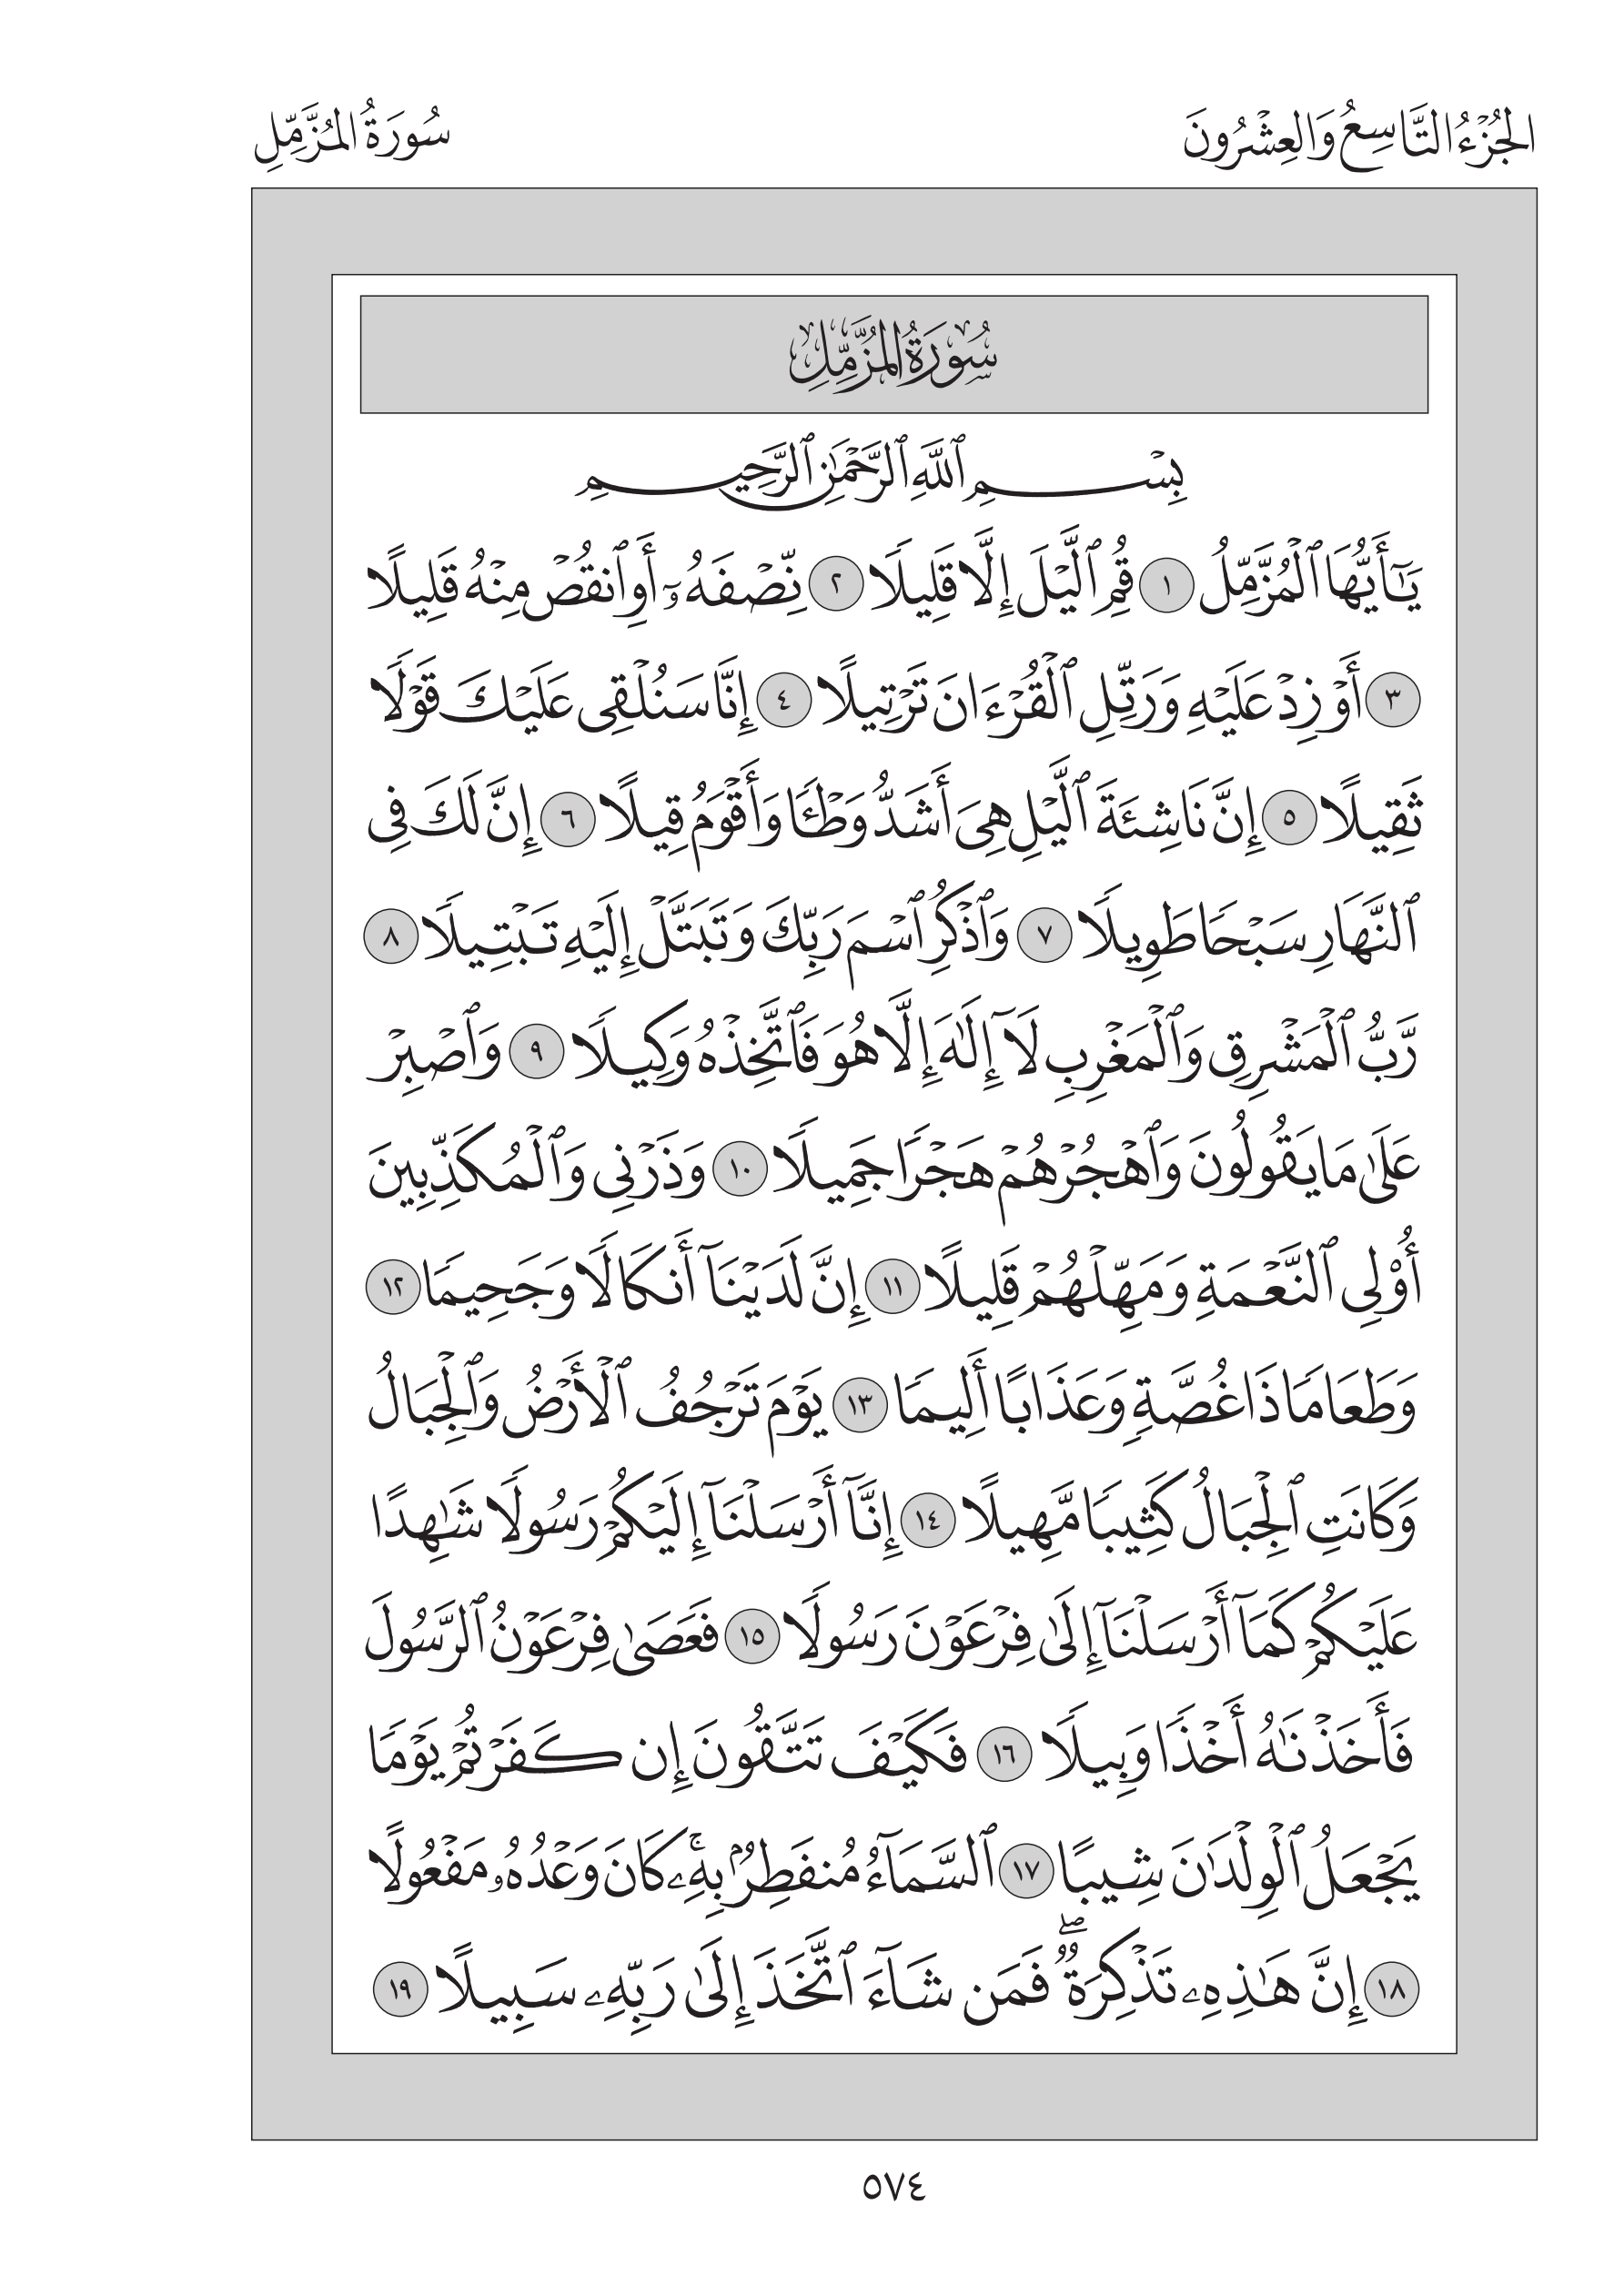 الجُزْءُ التَّاسِعُ وَالعِشْرُونَ
سُورَةُ المُزَّمِّلِ
سُورَةُ المُزَّمِّلِ
بِسْمِ ٱللَّهِ ٱلرَّحْمَٰنِ ٱلرَّحِيمِ
يَٰٓأَيُّهَا ٱلْمُزَّمِّلُ ١ قُمِ ٱلَّيْلَ إِلَّا قَلِيلًا ٢ نِّصْفَهُۥٓ أَوِ ٱنقُصْ مِنْهُ قَلِيلًا
٣ أَوْ زِدْ عَلَيْهِ وَرَتِّلِ ٱلْقُرْءَانَ تَرْتِيلًا ٤ إِنَّا سَنُلْقِى عَلَيْكَ قَوْلًا
ثَقِيلًا ٥ إِنَّ نَاشِئَةَ ٱلَّيْلِ هِىَ أَشَدُّ وَطْـًٔا وَأَقْوَمُ قِيلًا ٦ إِنَّ لَكَ فِى
ٱلنَّهَارِ سَبْحًا طَوِيلًا ٧ وَٱذْكُرِ ٱسْمَ رَبِّكَ وَتَبَتَّلْ إِلَيْهِ تَبْتِيلًا ٨
رَّبُّ ٱلْمَشْرِقِ وَٱلْمَغْرِبِ لَآ إِلَٰهَ إِلَّا هُوَ فَٱتَّخِذْهُ وَكِيلًا ٩ وَٱصْبِرْ
عَلَىٰ مَا يَقُولُونَ وَٱهْجُرْهُمْ هَجْرًا جَمِيلًا ١٠ وَذَرْنِى وَٱلْمُكَذِّبِينَ
أُو۟لِى ٱلنَّعْمَةِ وَمَهِّلْهُمْ قَلِيلًا ١١ إِنَّ لَدَيْنَآ أَنكَالًا وَجَحِيمًا ١٢
وَطَعَامًا ذَا غُصَّةٍ وَعَذَابًا أَلِيمًا ١٣ يَوْمَ تَرْجُفُ ٱلْأَرْضُ وَٱلْجِبَالُ
وَكَانَتِ ٱلْجِبَالُ كَثِيبًا مَّهِيلًا ١٤ إِنَّآ أَرْسَلْنَآ إِلَيْكُمْ رَسُولًا شَٰهِدًا
عَلَيْكُمْ كَمَآ أَرْسَلْنَآ إِلَىٰ فِرْعَوْنَ رَسُولًا ١٥ فَعَصَىٰ فِرْعَوْنُ ٱلرَّسُولَ
فَأَخَذْنَٰهُ أَخْذًا وَبِيلًا ١٦ فَكَيْفَ تَتَّقُونَ إِن كَفَرْتُمْ يَوْمًا
يَجْعَلُ ٱلْوِلْدَٰنَ شِيبًا ١٧ ٱلسَّمَآءُ مُنفَطِرٌۢ بِهِۦۚ كَانَ وَعْدُهُۥ مَفْعُولًا
١٨ إِنَّ هَٰذِهِۦ تَذْكِرَةٌۖ فَمَن شَآءَ ٱتَّخَذَ إِلَىٰ رَبِّهِۦ سَبِيلًا ١٩
٥٧٤